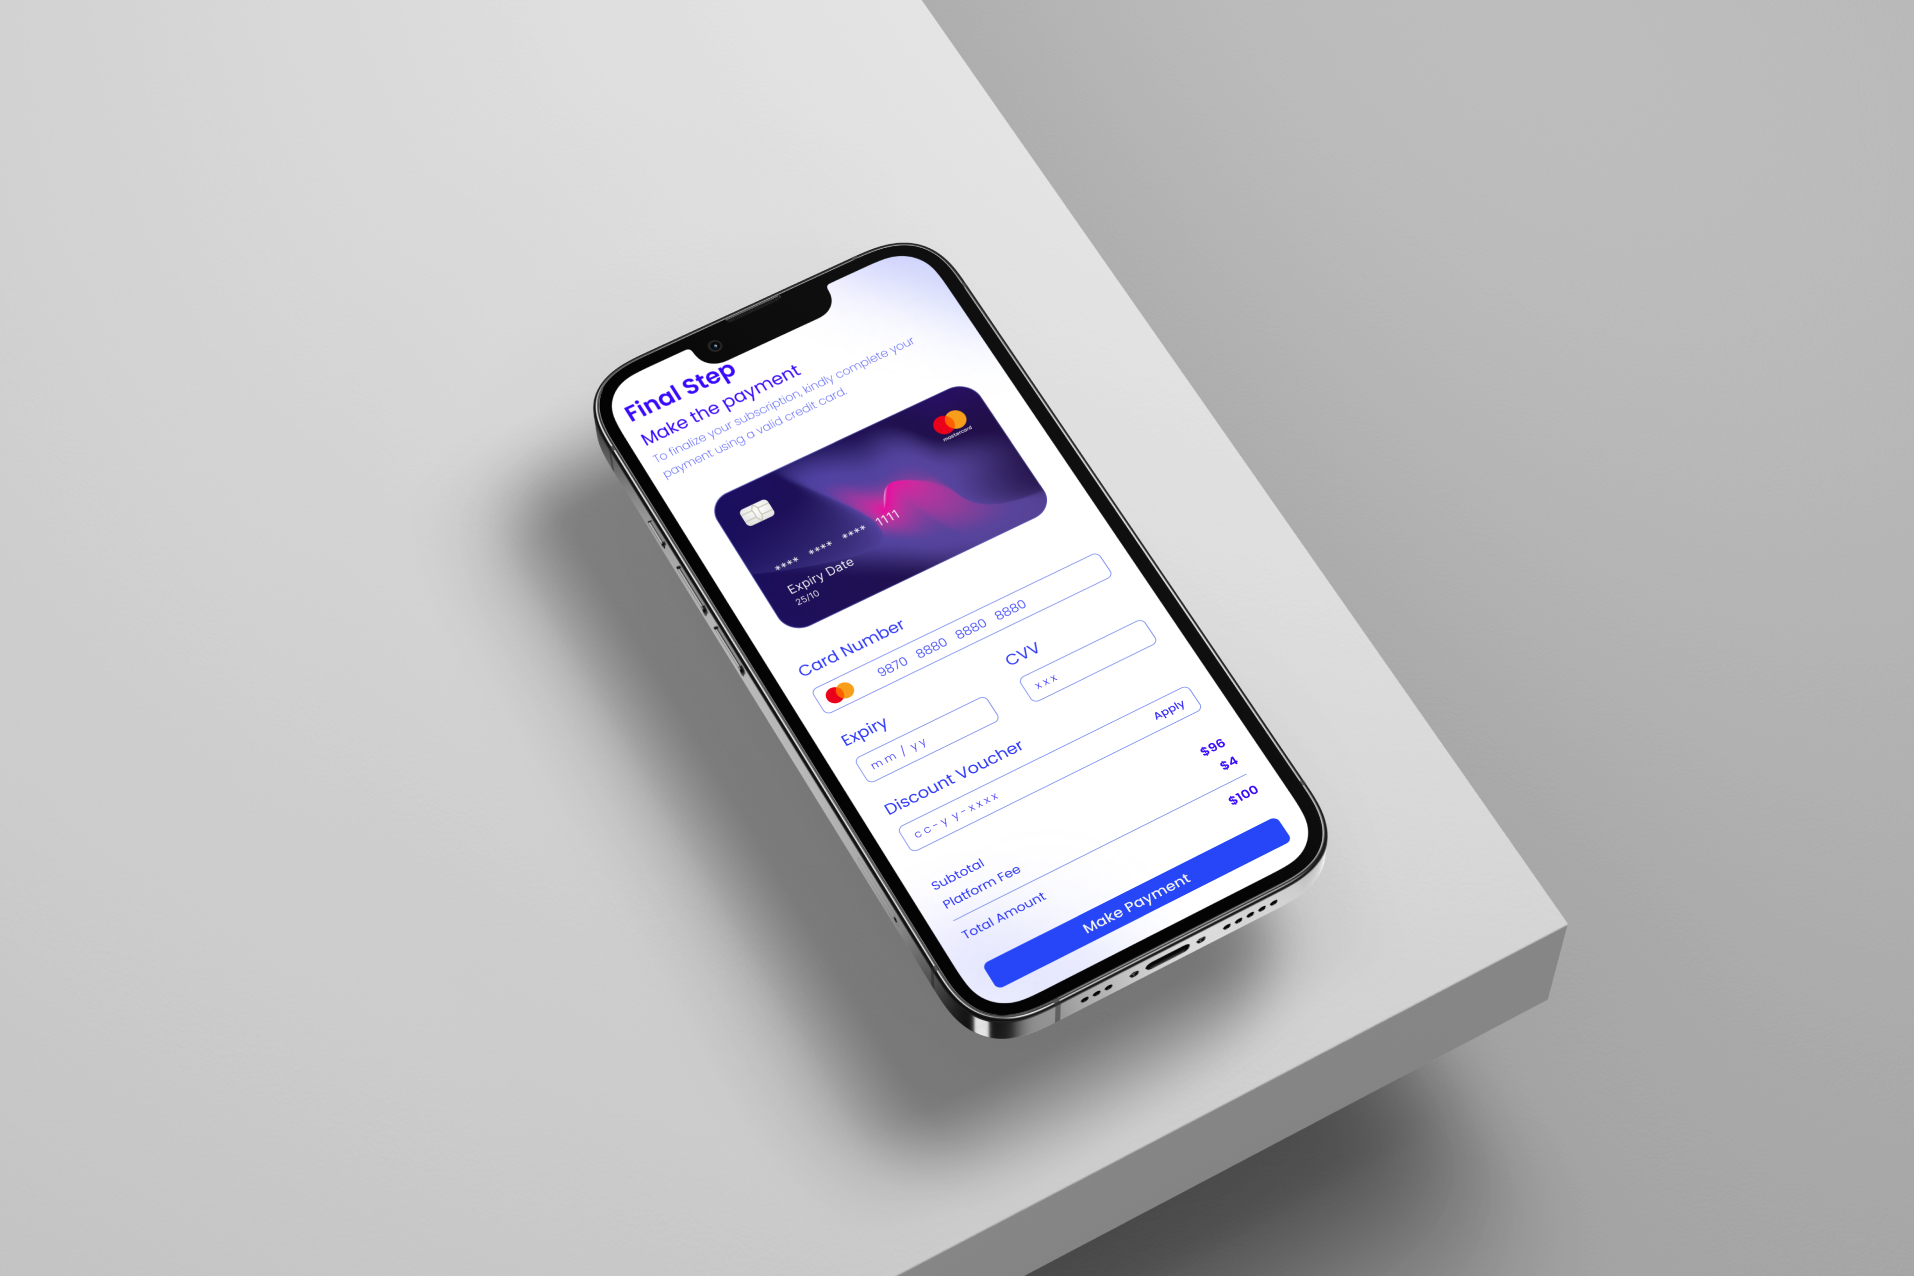 Final Step
Make the payment
To finalize your subscription, kindly complete your
payment using a valid credit card.
mastercard
**** **** **** 1111
Expiry Date
25/10
Card Number
9870 8880 8880 8880
Expiry
mm / yy
CVV
xxx
Discount Voucher
cc-yy-xxxx
Apply
Subtotal $96
Platform Fee $4
Total Amount $100
Make Payment